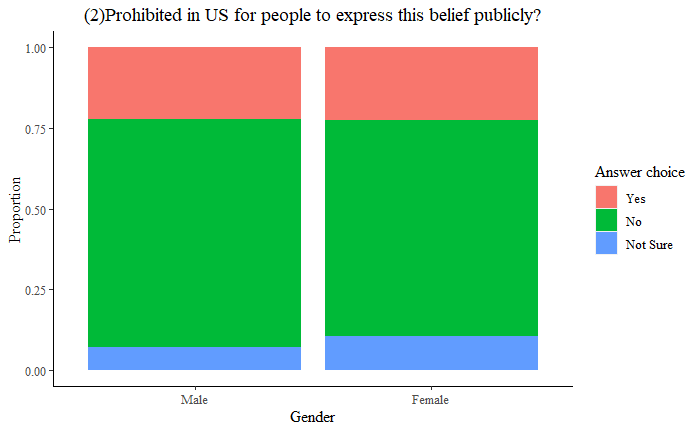 (2)Prohibited in US for people to express this belief publicly?
1.00
0.75
0.50
0.25
0.00
Proportion
Male
Female
Gender
Answer choice
Yes
No
Not Sure